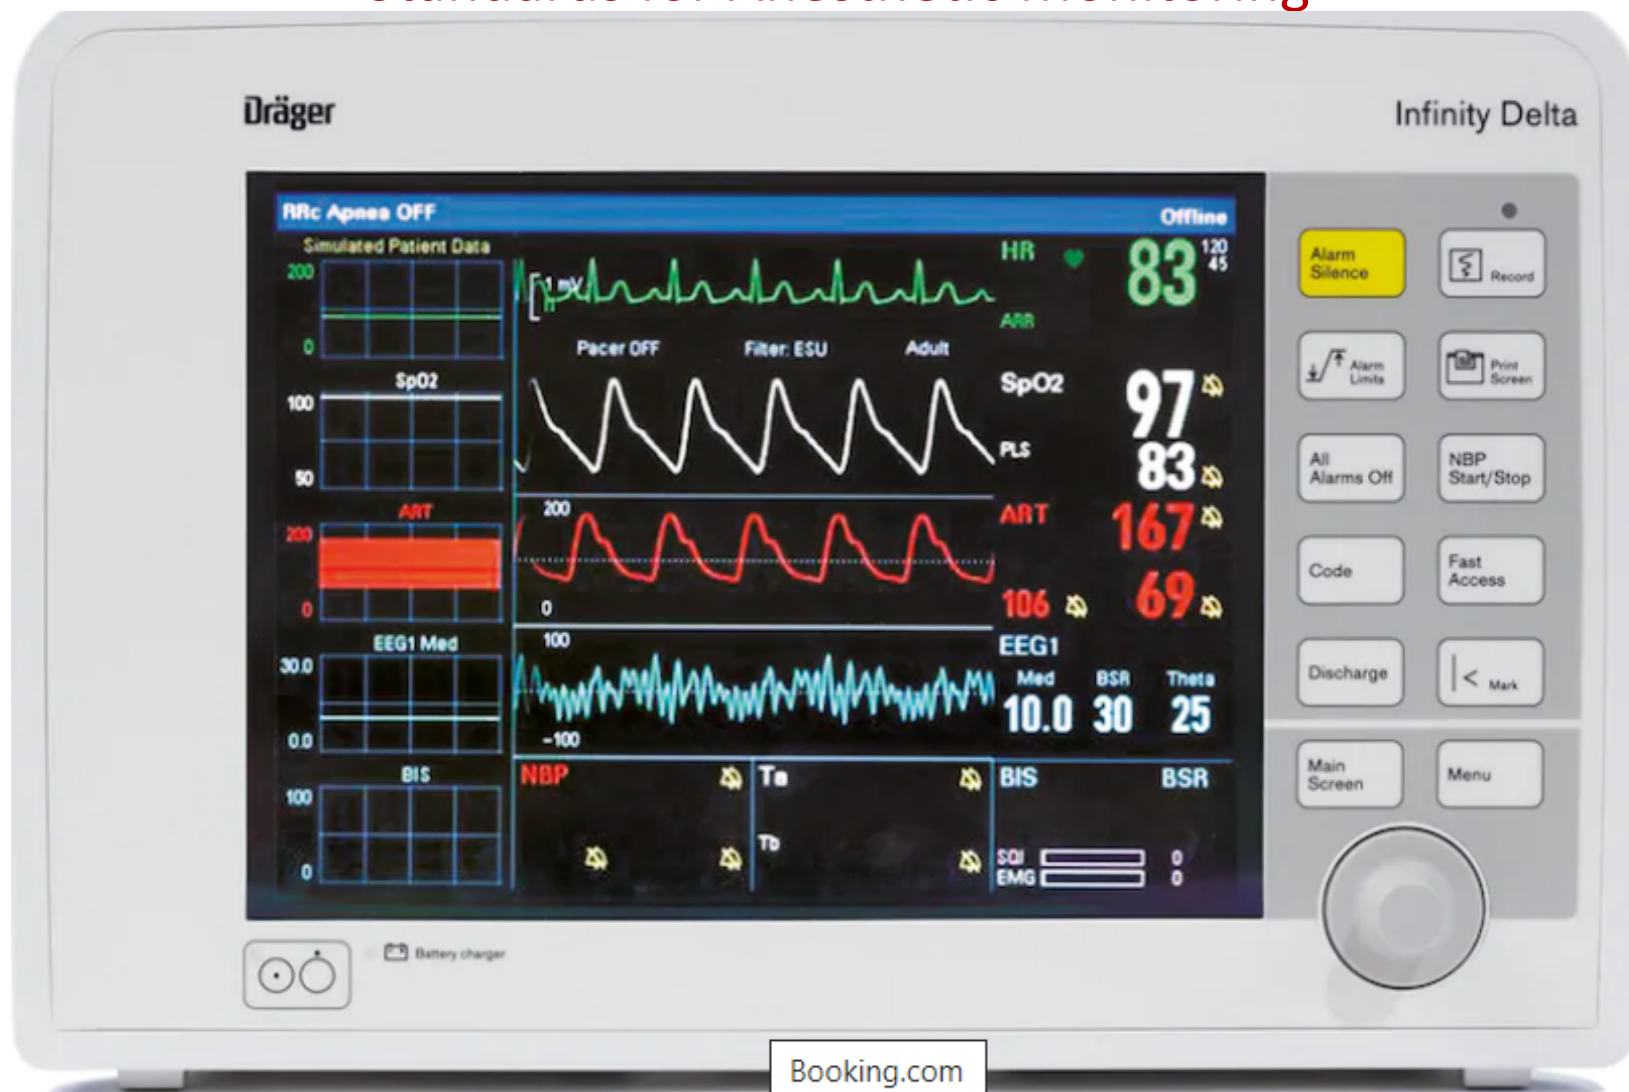 Standards for Anesthetic Monitoring
Dräger
Infinity Delta
RRc Apnea OFF
Offline
Simulated Patient Data
200
0
1 mV
HR
83
120
45
ARR
Pacer OFF
Filter: ESU
Adult
SpO2
100
50
SpO2
97
PLS
83
ART
200
0
200
0
ART
167
106
69
EEG1 Med
30.0
0.0
100
-100
EEG1
Med
BSR
Theta
10.0
30
25
BIS
100
0
NBP
Ta
Tb
BIS
BSR
SQI
0
EMG
0
Alarm
Silence
Record
Alarm
Limits
Print
Screen
All
Alarms Off
NBP
Start/Stop
Code
Fast
Access
Discharge
Mark
Main
Screen
Menu
Battery charger
Booking.com